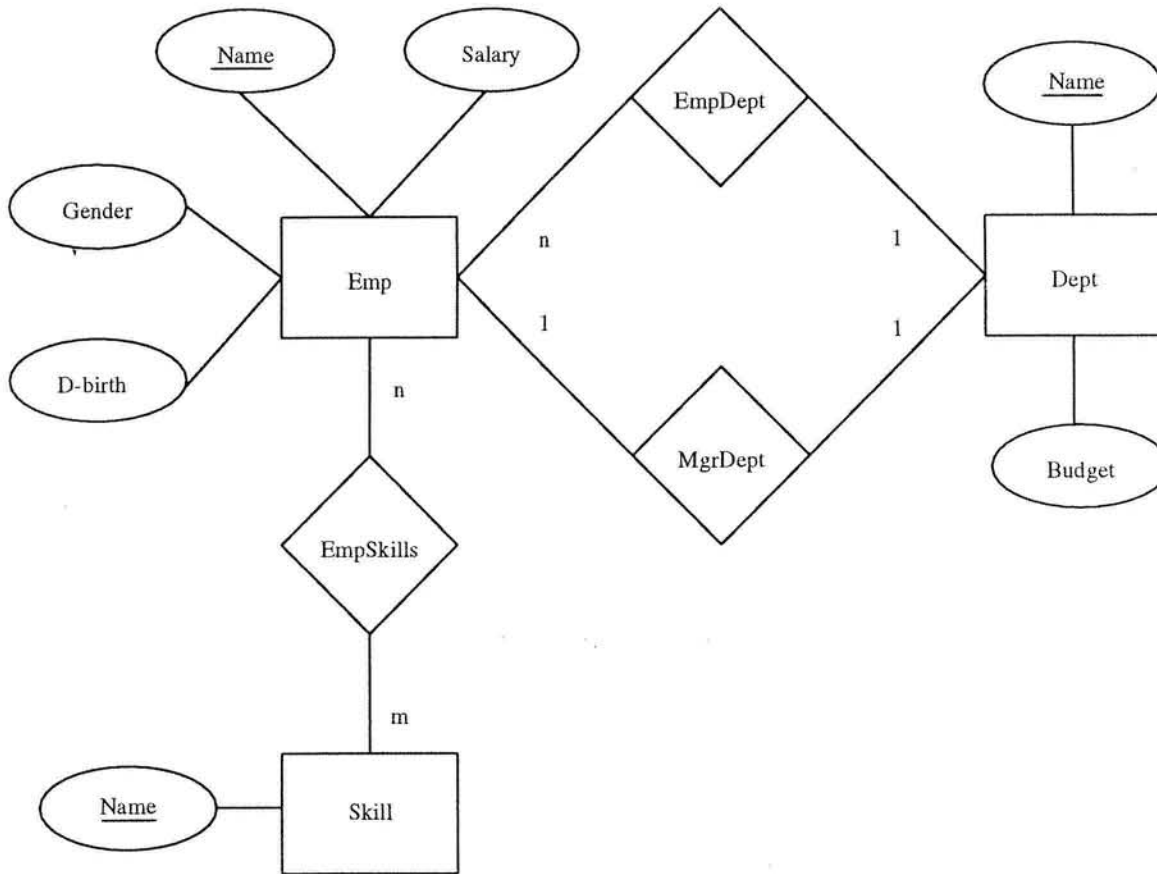 Name
Salary
EmpDept
Name
Gender
n
1
Emp
Dept
1
1
D-birth
n
MgrDept
Budget
EmpSkills
m
Name
Skill